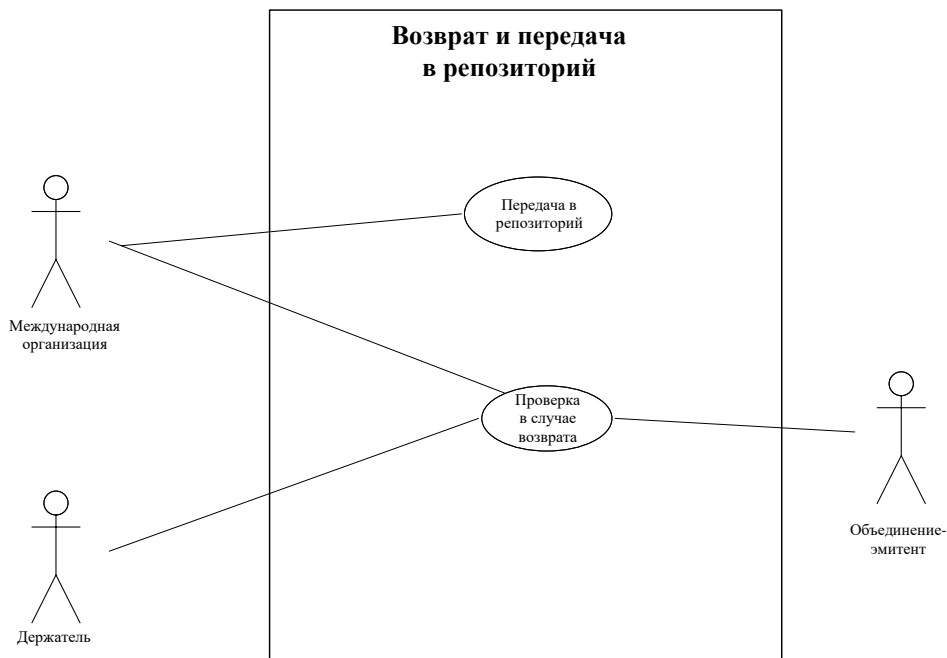 Возврат и передача
в репозиторий
Передача в
репозиторий
Международная
организация
Проверка
в случае
возврата
Объединение-
эмитент
Держатель